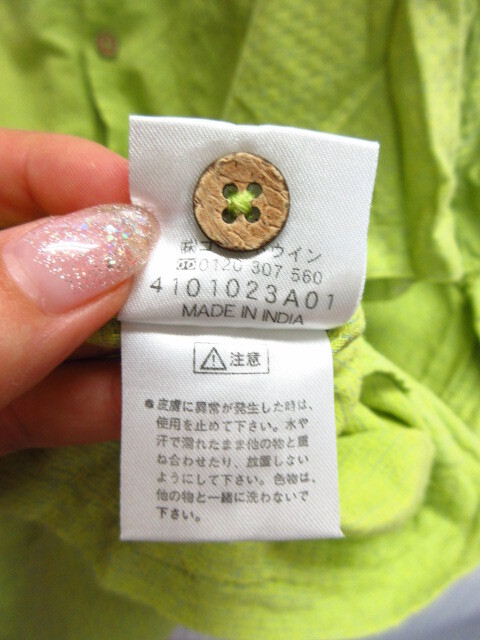 ㈱ゴールドウイン
0120 307 560
4101023A01
MADE IN INDIA
注意
皮膚に異常が発生した時は、
使用を止めて下さい。水や
汗で濡れたまま他の物と重
ね合わせたり、放置しない
ようにして下さい。色物は、
他の物と一緒に洗わないで
下さい。